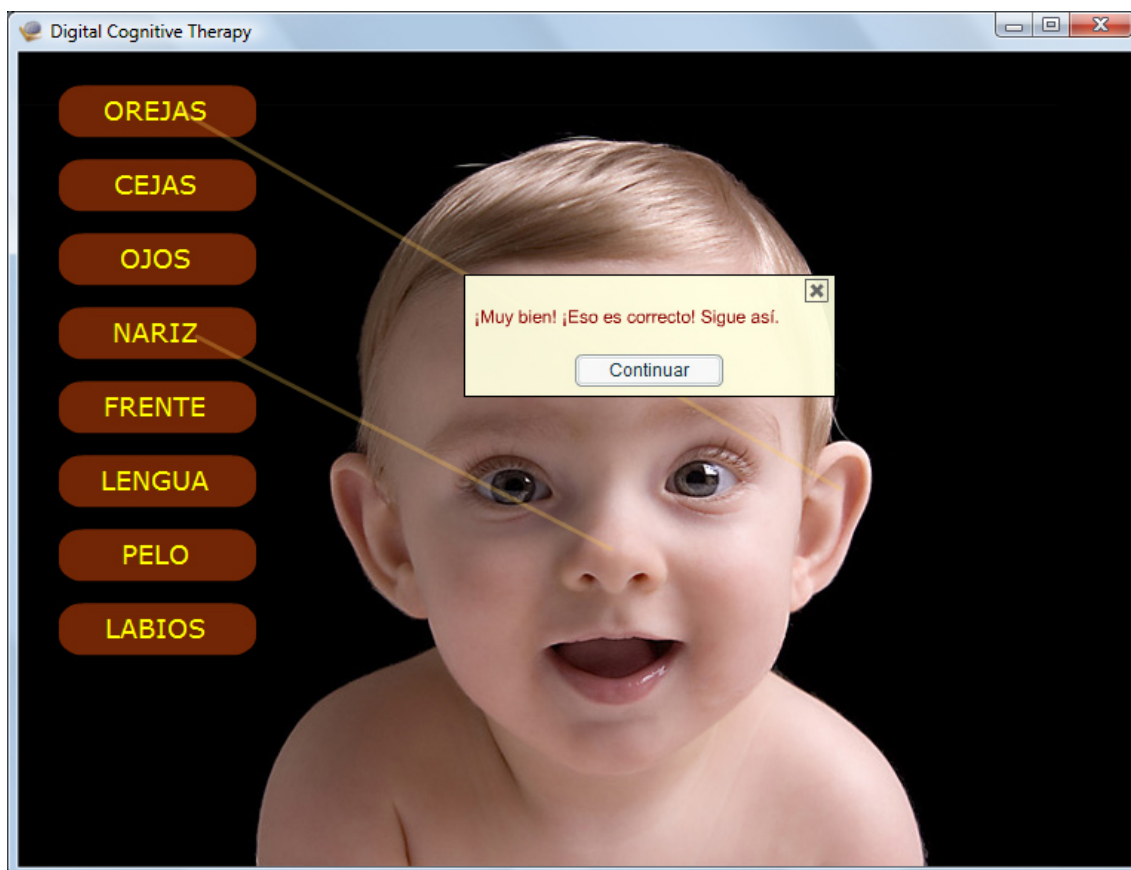 Digital Cognitive Therapy
OREJAS
CEJAS
OJOS
NARIZ
FRENTE
LENGUA
PELO
LABIOS
¡Muy bien! ¡Eso es correcto! Sigue así.
Continuar